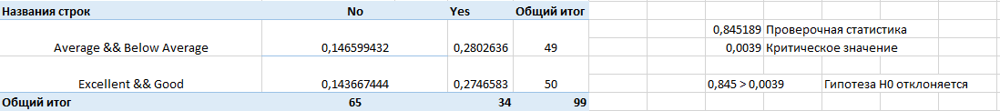 Названия строк No Yes Общий итог
0,845189 Проверочная статистика
Average && Below Average 0,146599432 0,2802636 49 0,0039 Критическое значение
Excellent && Good 0,143667444 0,2746583 50 0,845 > 0,0039 Гипотеза H0 отклоняется
Общий итог 65 34 99